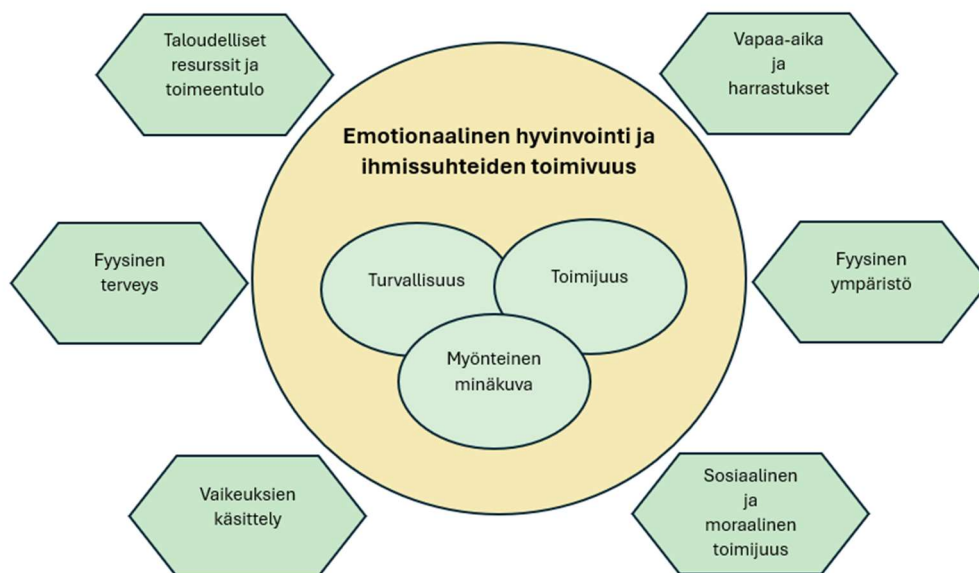 Taloudelliset
resurssit ja
toimeentulo
Vapaa-aika
ja
harrastukset
Emotionaalinen hyvinvointi ja
ihmissuhteiden toimivuus
Fyysinen
terveys
Turvallisuus
Toimijuus
Fyysinen
ympäristö
Myönteinen
minäkuva
Vaikeuksien
käsittely
Sosiaalinen
ja
moraalinen
toimijuus